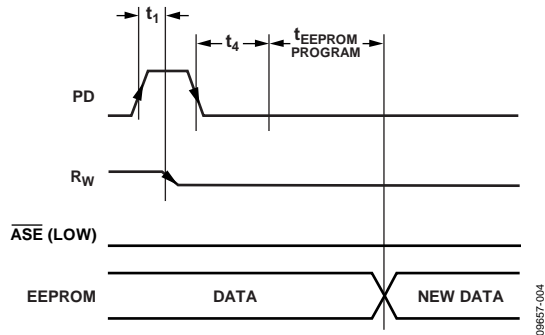 t1
t4
tEEPROM
PROGRAM
PD
RW
ASE (LOW)
EEPROM DATA NEW DATA
09657-004